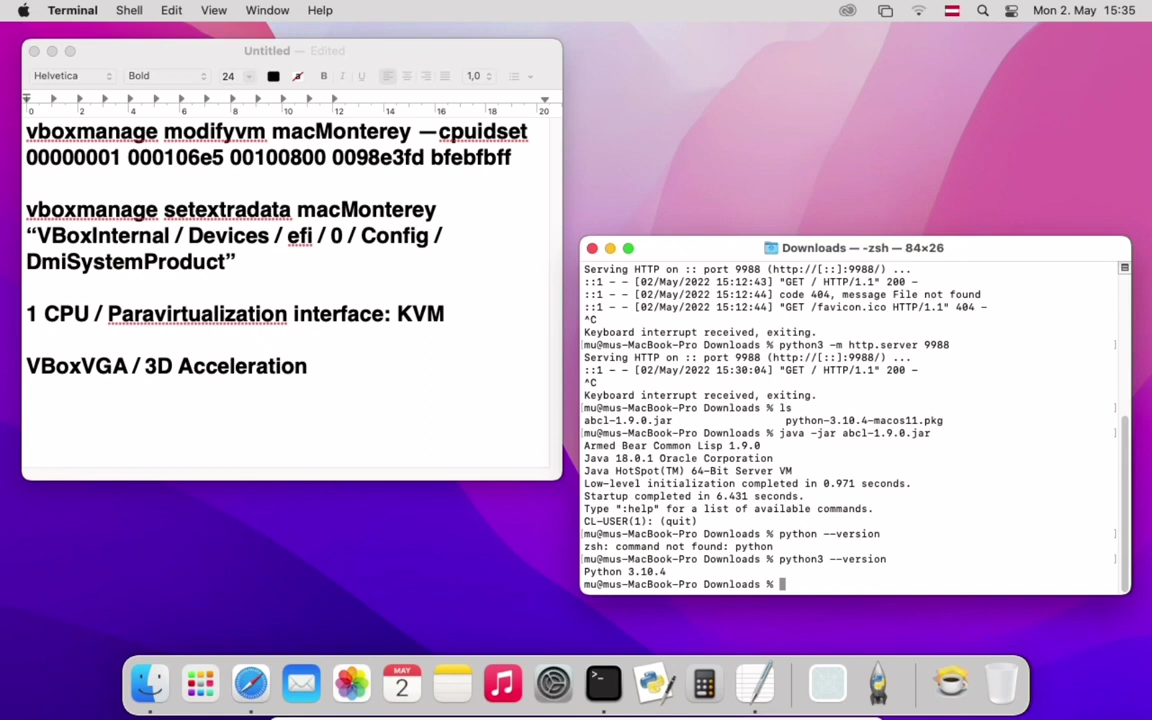 Terminal Shell Edit View Window Help Mon 2. May 15:35
Untitled — Edited
Helvetica Bold 24 B I U 1,0
0 2 4 6 8 10 12 14 16 18 20
vboxmanage modifyvm macMonterey —cpuidset
00000001 000106e5 00100800 0098e3fd bfebfbff
vboxmanage setextradata macMonterey
“VBoxInternal / Devices / efi / 0 / Config /
DmiSystemProduct”
1 CPU / Paravirtualization interface: KVM
VBoxVGA / 3D Acceleration
Downloads — -zsh — 84×26
Serving HTTP on :: port 9988 (http://[::]:9988/) ...
::1 - - [02/May/2022 15:12:43] "GET / HTTP/1.1" 200 -
::1 - - [02/May/2022 15:12:44] code 404, message File not found
::1 - - [02/May/2022 15:12:44] "GET /favicon.ico HTTP/1.1" 404 -
^C
Keyboard interrupt received, exiting.
[mu@mus-MacBook-Pro Downloads % python3 -m http.server 9988 ]
Serving HTTP on :: port 9988 (http://[::]:9988/) ...
::1 - - [02/May/2022 15:30:04] "GET / HTTP/1.1" 200 -
^C
Keyboard interrupt received, exiting.
[mu@mus-MacBook-Pro Downloads % ls ]
abcl-1.9.0.jar python-3.10.4-macos11.pkg
[mu@mus-MacBook-Pro Downloads % java -jar abcl-1.9.0.jar ]
Armed Bear Common Lisp 1.9.0
Java 18.0.1 Oracle Corporation
Java HotSpot(TM) 64-Bit Server VM
Low-level initialization completed in 0.971 seconds.
Startup completed in 6.431 seconds.
Type ":help" for a list of available commands.
CL-USER(1): (quit)
[mu@mus-MacBook-Pro Downloads % python --version ]
zsh: command not found: python
[mu@mus-MacBook-Pro Downloads % python3 --version ]
Python 3.10.4
mu@mus-MacBook-Pro Downloads %
MAY
2